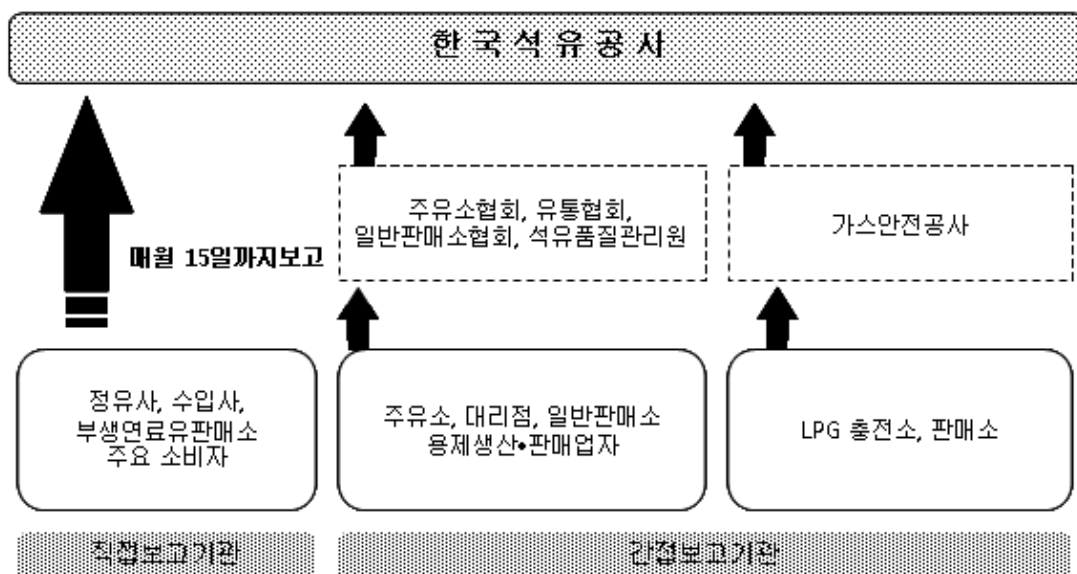 한국석유공사
주유소협회, 유통협회,
일반판매소협회, 석유품질관리원
가스안전공사
매월 15일까지보고
정유사, 수입사,
부생연료유판매소
주요 소비자
주유소, 대리점, 일반판매소
용제생산•판매업자
LPG 충전소, 판매소
직접보고기관
간접보고기관